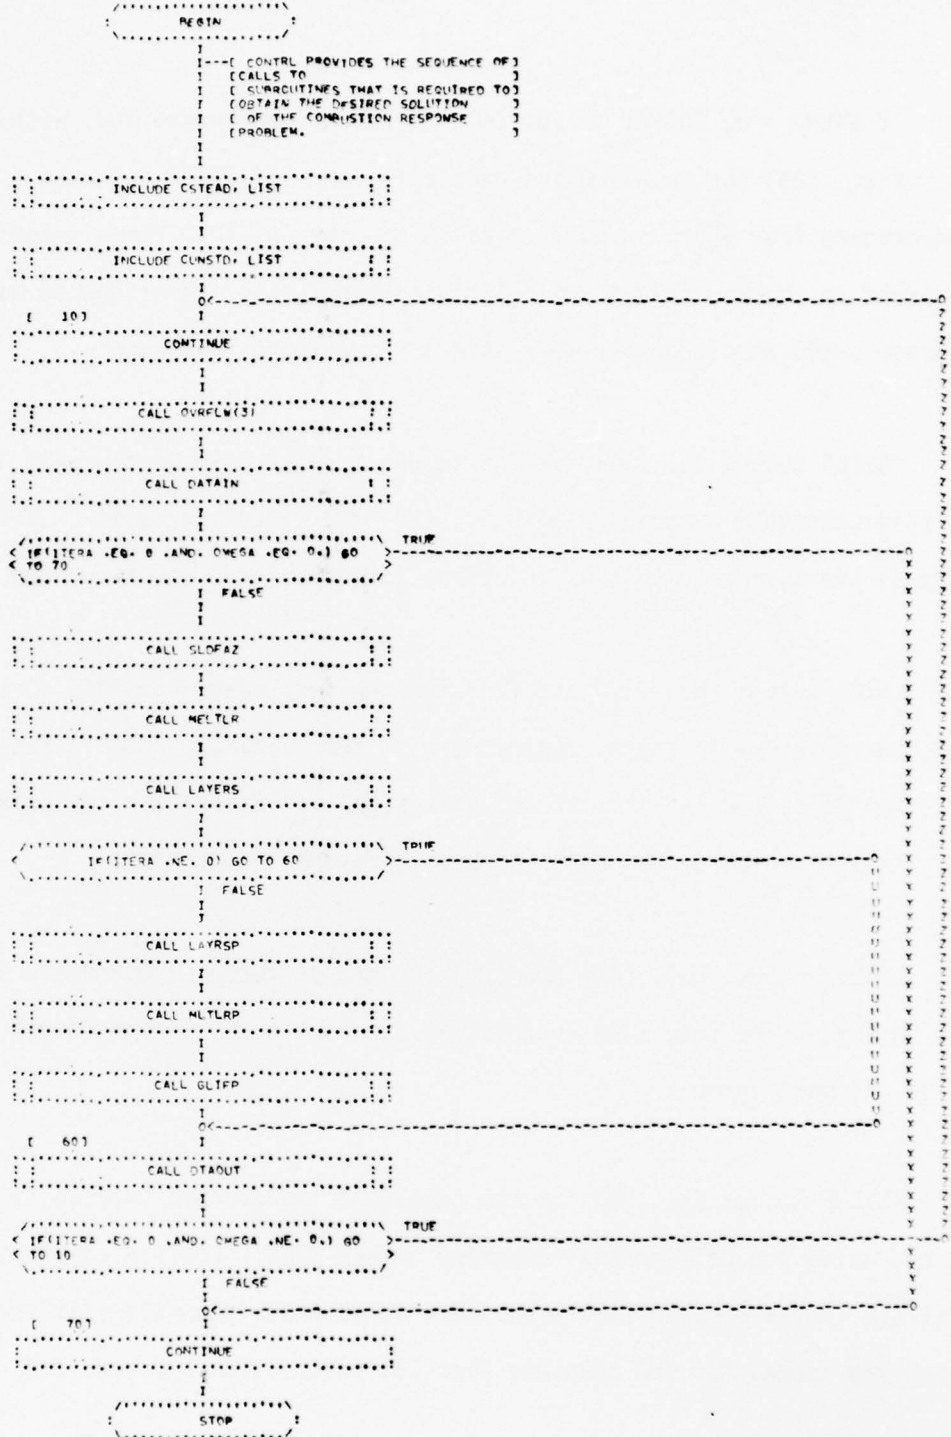 BEGIN
CONTRL PROVIDES THE SEQUENCE OF]
[CALLS TO ]
[ SUBROUTINES THAT IS REQUIRED TO]
[OBTAIN THE DESIRED SOLUTION ]
[ OF THE COMBUSTION RESPONSE ]
[PROBLEM. ]
INCLUDE CSTEAD, LIST
INCLUDE CUNSTD, LIST
[ 10]
CONTINUE
CALL OVRFLW(3)
CALL DATAIN
TRUE
IF(ITERA .EQ. 0 .AND. OMEGA .EQ. 0.) GO
TO 70
FALSE
CALL SLDFAZ
CALL MELTLR
CALL LAYERS
TRUE
IF(ITERA .NE. 0) GO TO 60
FALSE
CALL LAYRSP
CALL MLTLRP
CALL GLIFP
[ 60]
CALL DTAOUT
TRUE
IF(ITERA .EQ. 0 .AND. OMEGA .NE. 0.) GO
TO 10
FALSE
[ 70]
CONTINUE
STOP